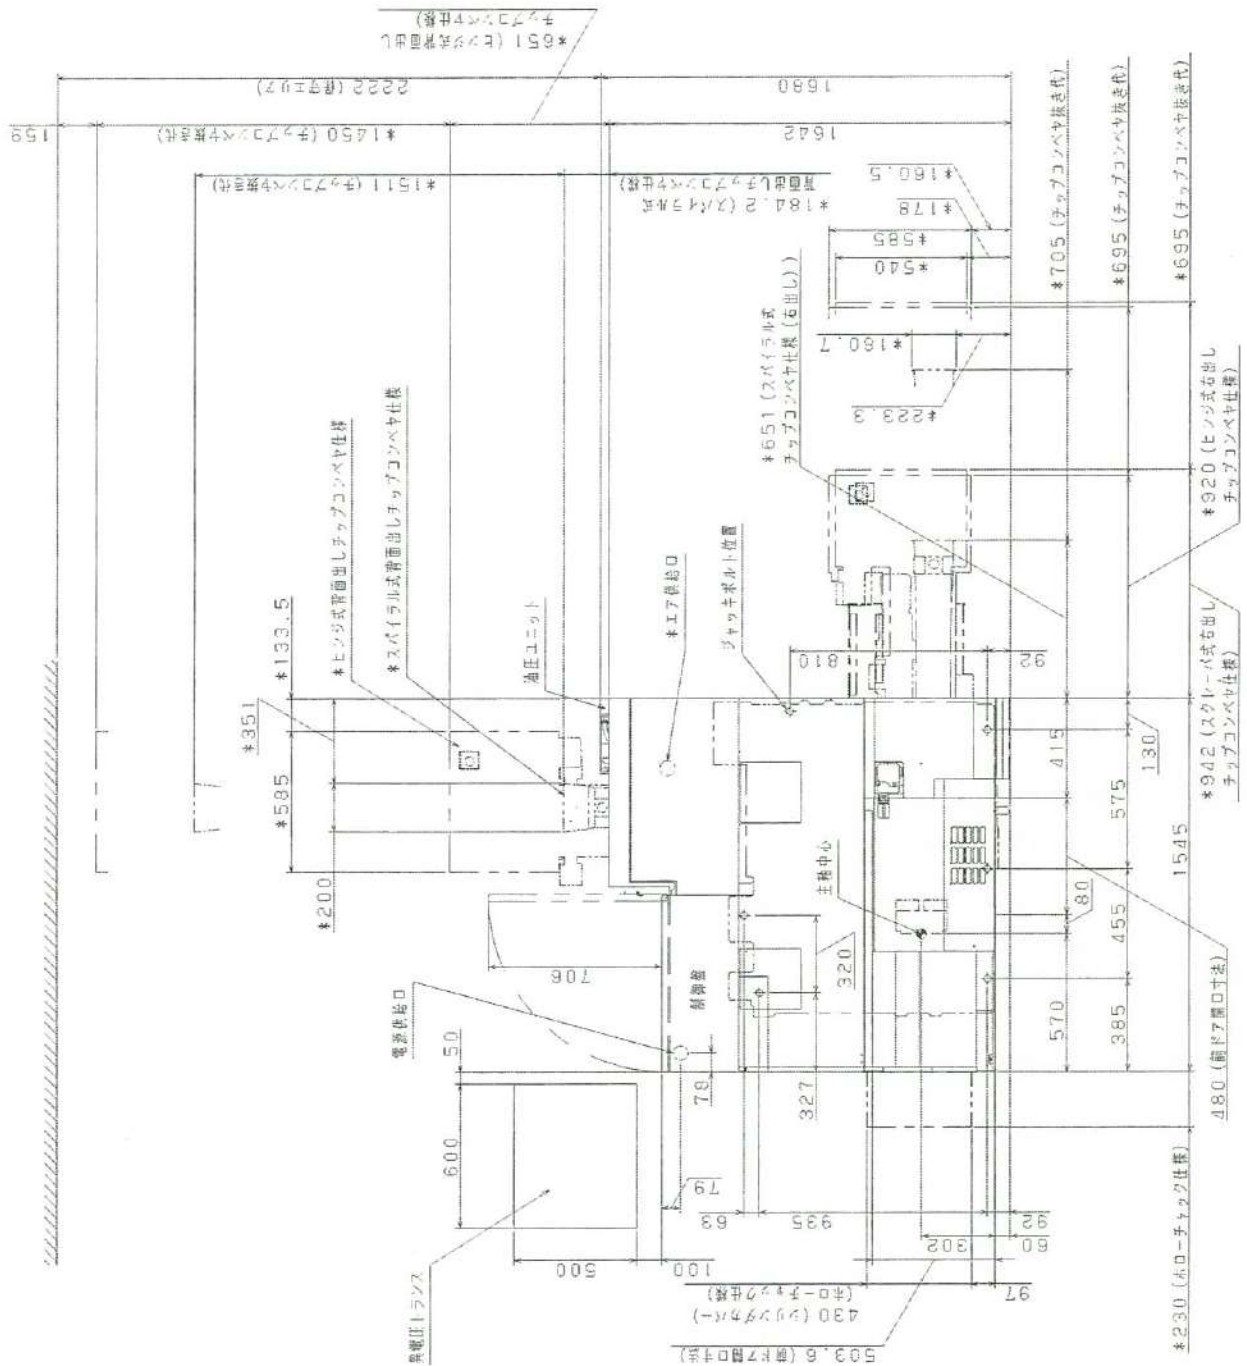 *651 (ヒンジ式背面出し
チップコンベヤ仕様)
159
2222 (保守エリア)
1680
*1450 (チップコンベヤ抜き代)
1642
*1511 (チップコンベヤ抜き代)
*184.2 (スパイラル式
背面出しチップコンベヤ仕様)
*160.5
*178
*585
*540
*180.7
*223.3
*705 (チップコンベヤ抜き代)
*695 (チップコンベヤ抜き代)
*695 (チップコンベヤ抜き代)
*651 (スパイラル式
チップコンベヤ仕様 (右出し))
*920 (ヒンジ式右出し
チップコンベヤ仕様)
*942 (スクレーパ式右出し
チップコンベヤ仕様)
*ヒンジ式背面出しチップコンベヤ仕様
*スパイラル式背面出しチップコンベヤ仕様
油圧ユニット
*エア供給口
ジャッキボルト位置
*133.5
*351
*585
*200
706
電源供給口
50
600
異電圧トランス
500
100
79
79
制御盤
主軸中心
320
327
810
92
415
130
575
1545
80
455
570
385
480 (前ドア開口寸法)
63
935
92
302
60
97
430 (シリンダカバー)
(ホローチャック仕様)
503.6 (前ドア開口寸法)
*230 (ホローチャック仕様)